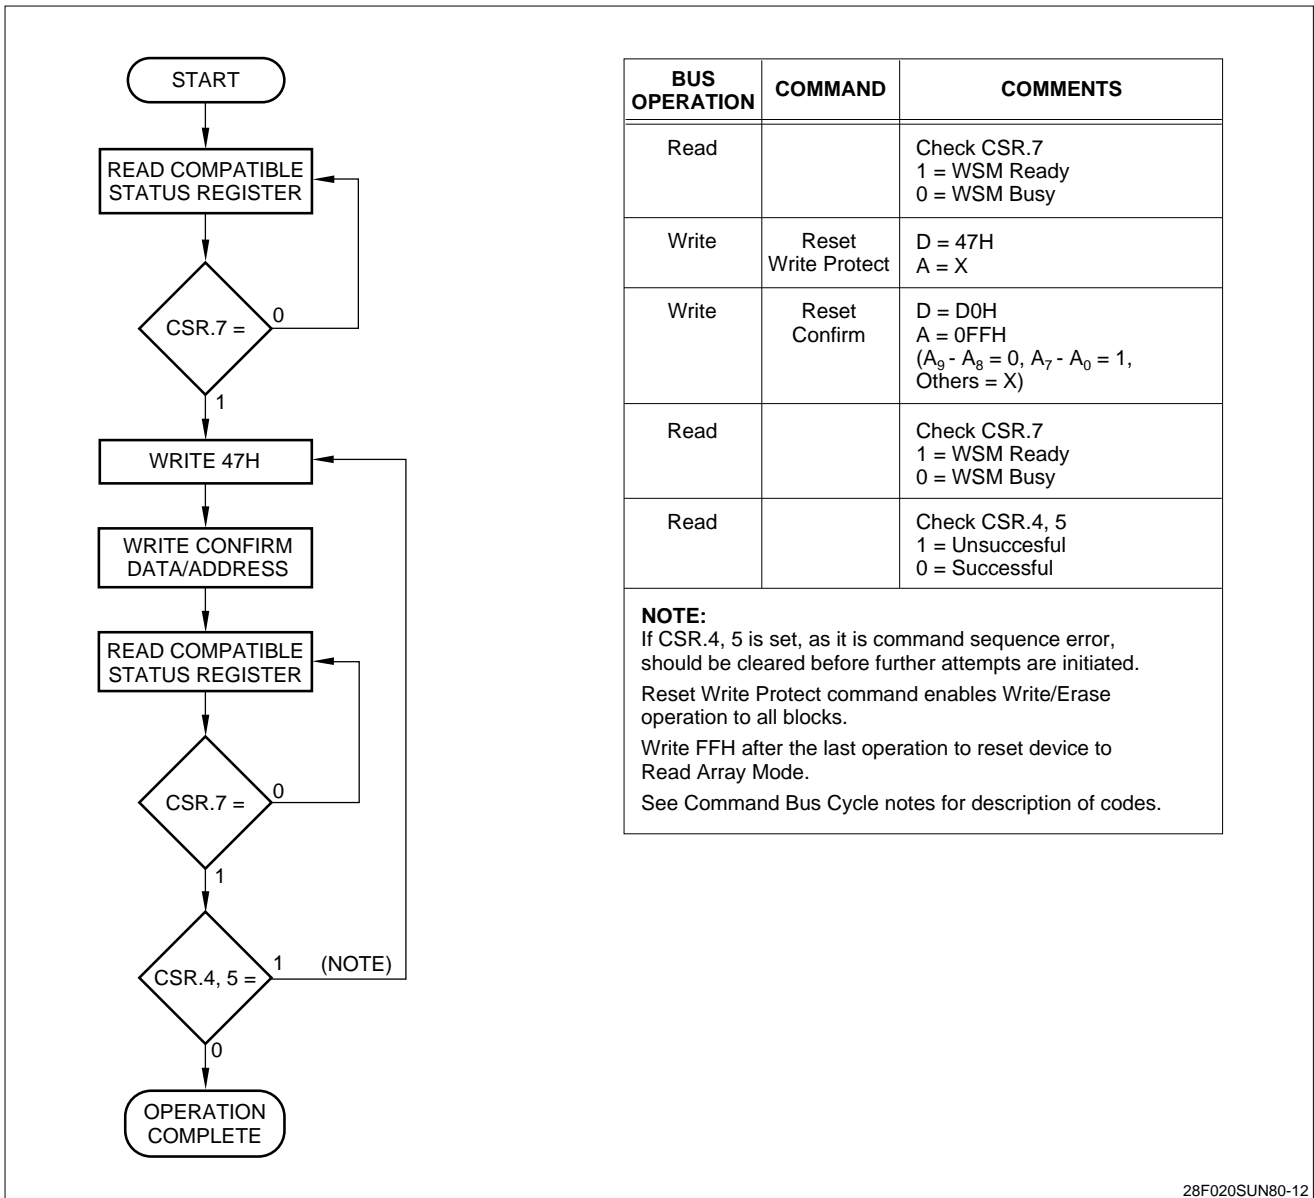 START
READ COMPATIBLE
STATUS REGISTER
CSR.7 =
0
1
WRITE 47H
WRITE CONFIRM
DATA/ADDRESS
READ COMPATIBLE
STATUS REGISTER
CSR.7 =
0
1
CSR.4, 5 =
1 (NOTE)
0
OPERATION
COMPLETE
BUS
OPERATION
COMMAND
COMMENTS
Read
Check CSR.7
1 = WSM Ready
0 = WSM Busy
Write
Reset
Write Protect
D = 47H
A = X
Write
Reset
Confirm
D = D0H
A = 0FFH
(A9 - A8 = 0, A7 - A0 = 1,
Others = X)
Read
Check CSR.7
1 = WSM Ready
0 = WSM Busy
Read
Check CSR.4, 5
1 = Unsuccesful
0 = Successful
NOTE:
If CSR.4, 5 is set, as it is command sequence error,
should be cleared before further attempts are initiated.
Reset Write Protect command enables Write/Erase
operation to all blocks.
Write FFH after the last operation to reset device to
Read Array Mode.
See Command Bus Cycle notes for description of codes.
28F020SUN80-12